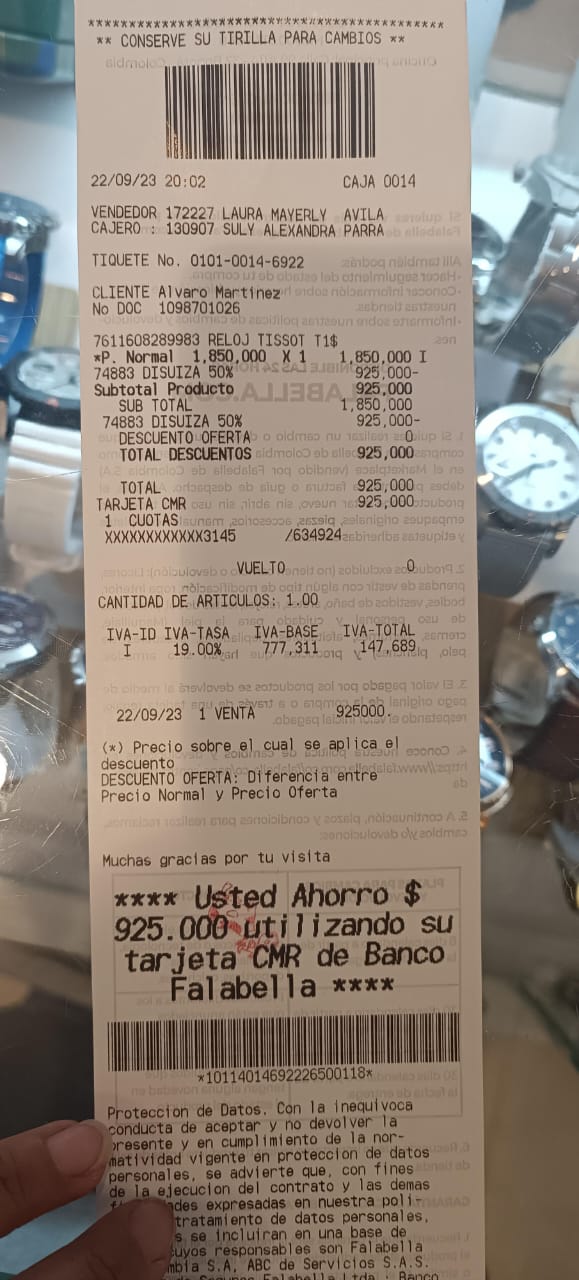 ****************************************
** CONSERVE SU TIRILLA PARA CAMBIOS **
22/09/23 20:02 CAJA 0014
VENDEDOR 172227 LAURA MAYERLY AVILA
CAJERO : 130907 SULY ALEXANDRA PARRA
TIQUETE No. 0101-0014-6922
CLIENTE Alvaro Martinez
No DOC 1098701026
7611608289983 RELOJ TISSOT T1$
*P. Normal 1,850,000 X 1 1,850,000 I
74883 DISUIZA 50% 925,000-
Subtotal Producto 925,000
SUB TOTAL 1,850,000
74883 DISUIZA 50% 925,000-
DESCUENTO OFERTA 0
TOTAL DESCUENTOS 925,000
TOTAL 925,000
TARJETA CMR 925,000
1 CUOTAS
XXXXXXXXXXXX3145 /634924
VUELTO 0
CANTIDAD DE ARTICULOS: 1.00
IVA-ID IVA-TASA IVA-BASE IVA-TOTAL
I 19.00% 777,311 147,689
22/09/23 1 VENTA 925000.
(*) Precio sobre el cual se aplica el
descuento
DESCUENTO OFERTA: Diferencia entre
Precio Normal y Precio Oferta
Muchas gracias por tu visita
**** Usted Ahorro $
925.000 utilizando su
tarjeta CMR de Banco
Falabella ****
*10114014692226500118*
Proteccion de Datos. Con la inequivoca
conducta de aceptar y no devolver la
presente y en cumplimiento de la nor-
matividad vigente en proteccion de datos
personales, se advierte que, con fines
de la ejecucion del contrato y las demas
expresadas en nuestra poli-
tratamiento de datos personales,
se incluiran en una base de
cuyos responsables son Falabella
S.A, ABC de Servicios S.A.S.